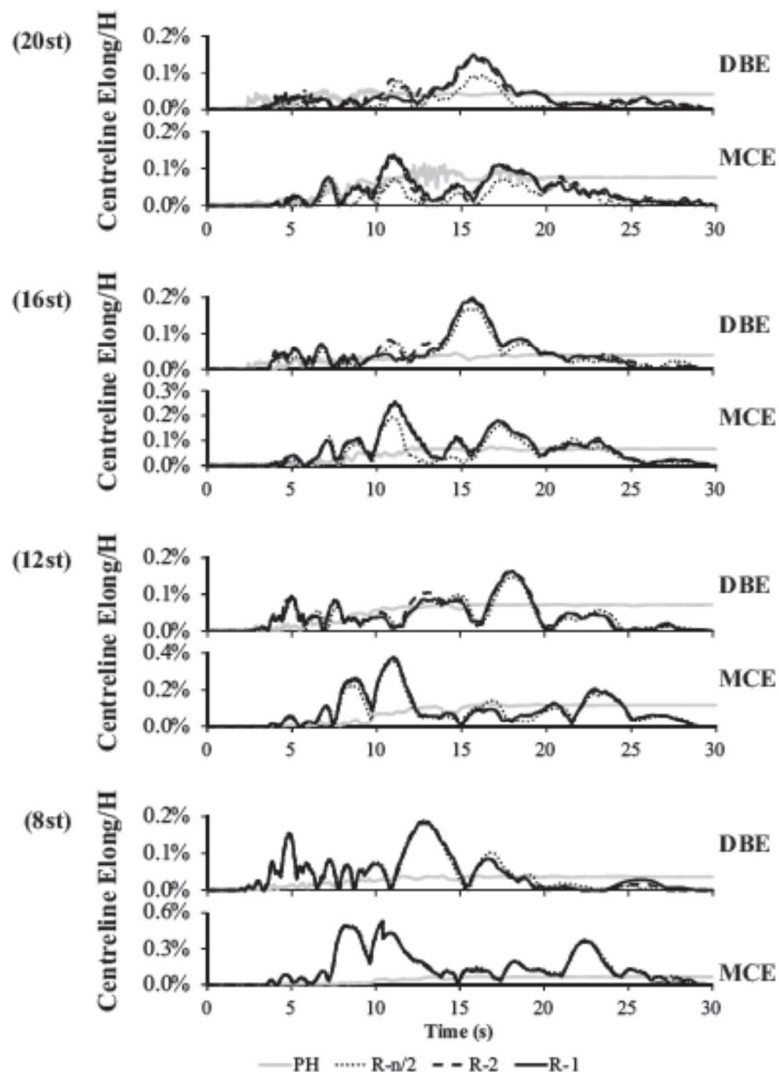 (20st)
Centreline Elong/H
0.2%
0.1%
0.0%
DBE
0.2%
0.1%
0.0%
MCE
0 5 10 15 20 25 30
(16st)
Centreline Elong/H
0.2%
0.1%
0.0%
DBE
0.3%
0.2%
0.1%
0.0%
MCE
0 5 10 15 20 25 30
(12st)
Centreline Elong/H
0.2%
0.1%
0.0%
DBE
0.4%
0.2%
0.0%
MCE
0 5 10 15 20 25 30
(8st)
Centreline Elong/H
0.2%
0.1%
0.0%
DBE
0.6%
0.3%
0.0%
MCE
0 5 10 15 20 25 30
Time (s)
PH R-n/2 R-2 R-1